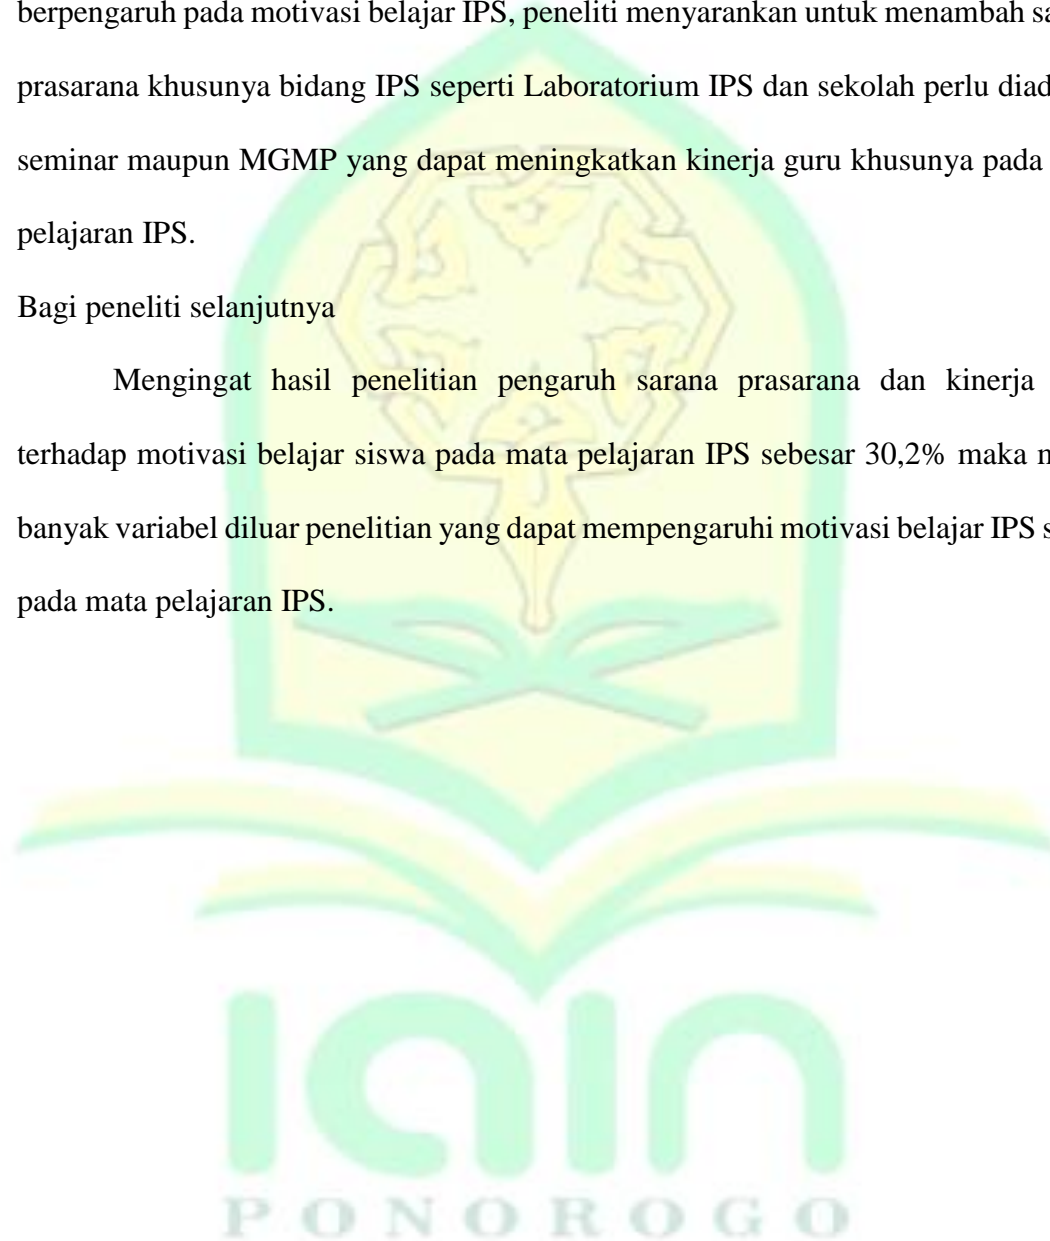 berpengaruh pada motivasi belajar IPS, peneliti menyarankan untuk menambah sa
prasarana khusunya bidang IPS seperti Laboratorium IPS dan sekolah perlu diad
seminar maupun MGMP yang dapat meningkatkan kinerja guru khusunya pada
pelajaran IPS.
Bagi peneliti selanjutnya
Mengingat hasil penelitian pengaruh sarana prasarana dan kinerja
terhadap motivasi belajar siswa pada mata pelajaran IPS sebesar 30,2% maka
banyak variabel diluar penelitian yang dapat mempengaruhi motivasi belajar IPS s
pada mata pelajaran IPS.
iain
PONOROGO